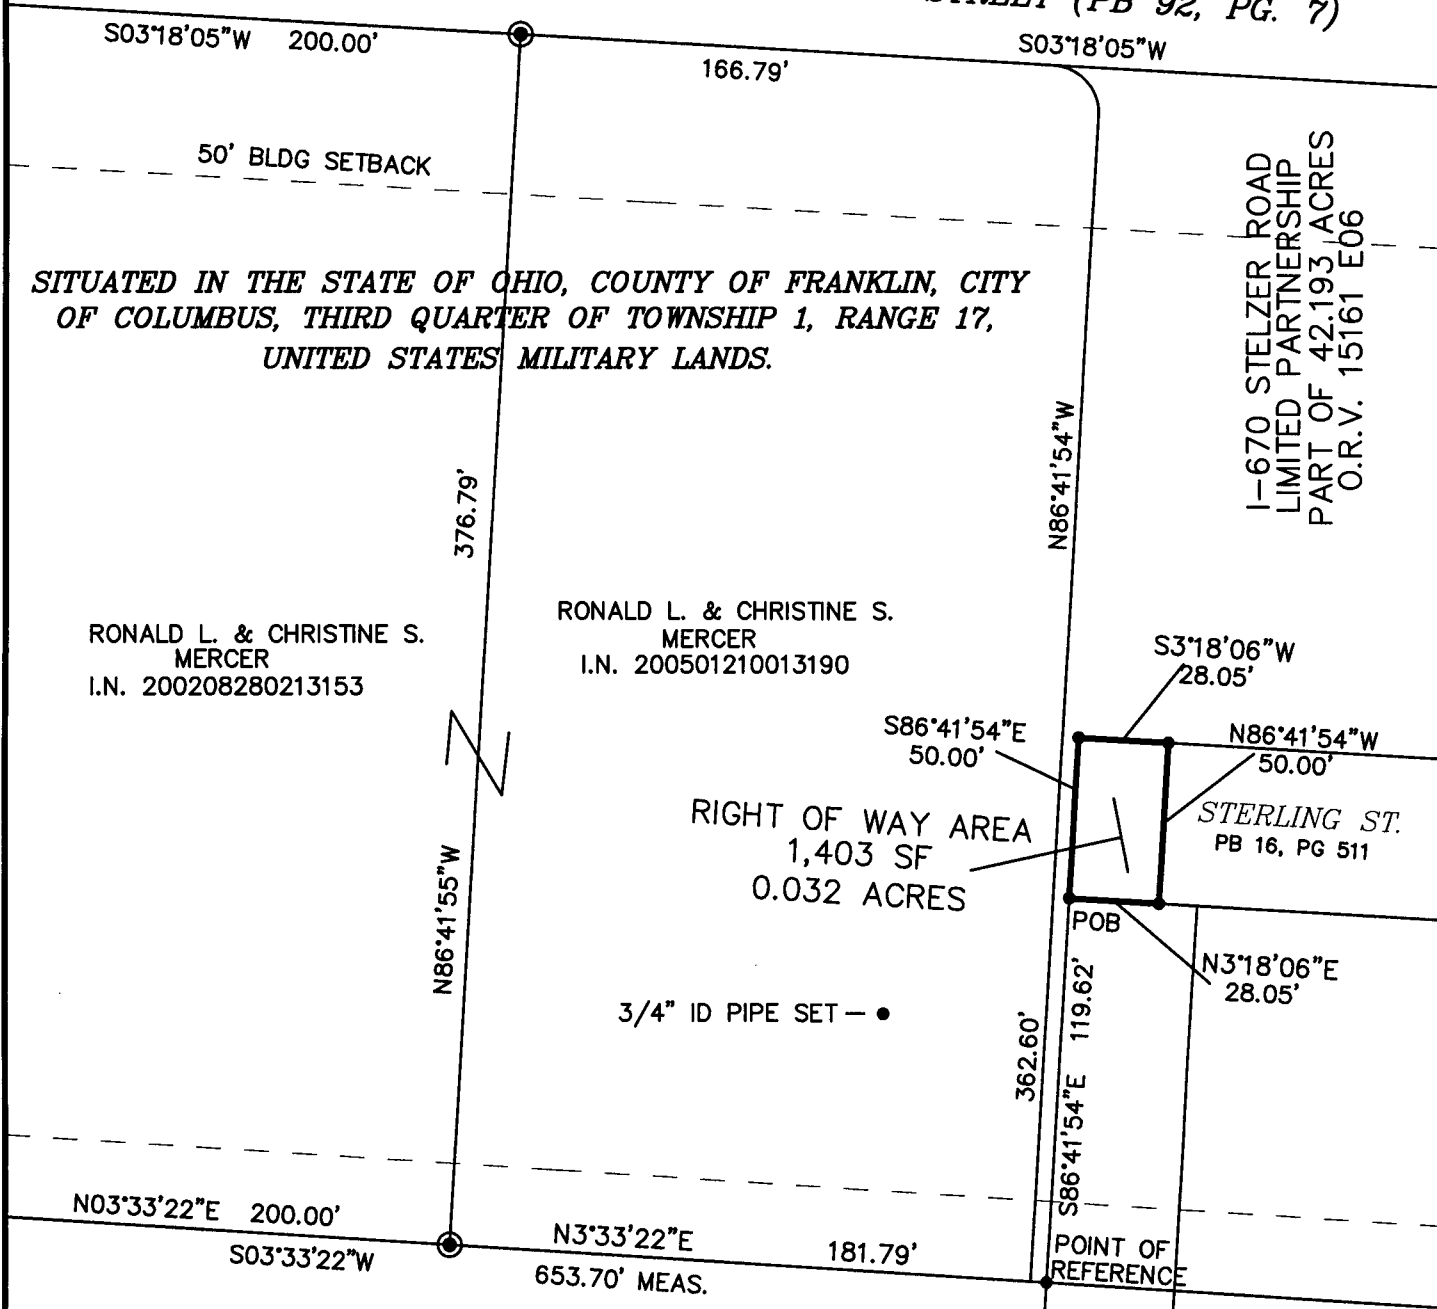 STREET (PB 92, PG. 7)
S03°18'05"W 200.00'
166.79'
S03°18'05"W
50' BLDG SETBACK
I-670 STELZER ROAD
LIMITED PARTNERSHIP
PART OF 42.193 ACRES
O.R.V. 15161 E06
SITUATED IN THE STATE OF OHIO, COUNTY OF FRANKLIN, CITY
OF COLUMBUS, THIRD QUARTER OF TOWNSHIP 1, RANGE 17,
UNITED STATES MILITARY LANDS.
376.79'
N86°41'54"W
RONALD L. & CHRISTINE S.
MERCER
I.N. 200208280213153
RONALD L. & CHRISTINE S.
MERCER
I.N. 200501210013190
S3°18'06"W
28.05'
S86°41'54"E
50.00'
N86°41'54"W
50.00'
RIGHT OF WAY AREA
1,403 SF
0.032 ACRES
STERLING ST.
PB 16, PG 511
N86°41'55"W
POB
N3°18'06"E
28.05'
3/4" ID PIPE SET
362.60'
S86°41'54"E 119.62'
N03°33'22"E 200.00'
S03°33'22"W
N3°33'22"E 181.79'
653.70' MEAS.
POINT OF
REFERENCE